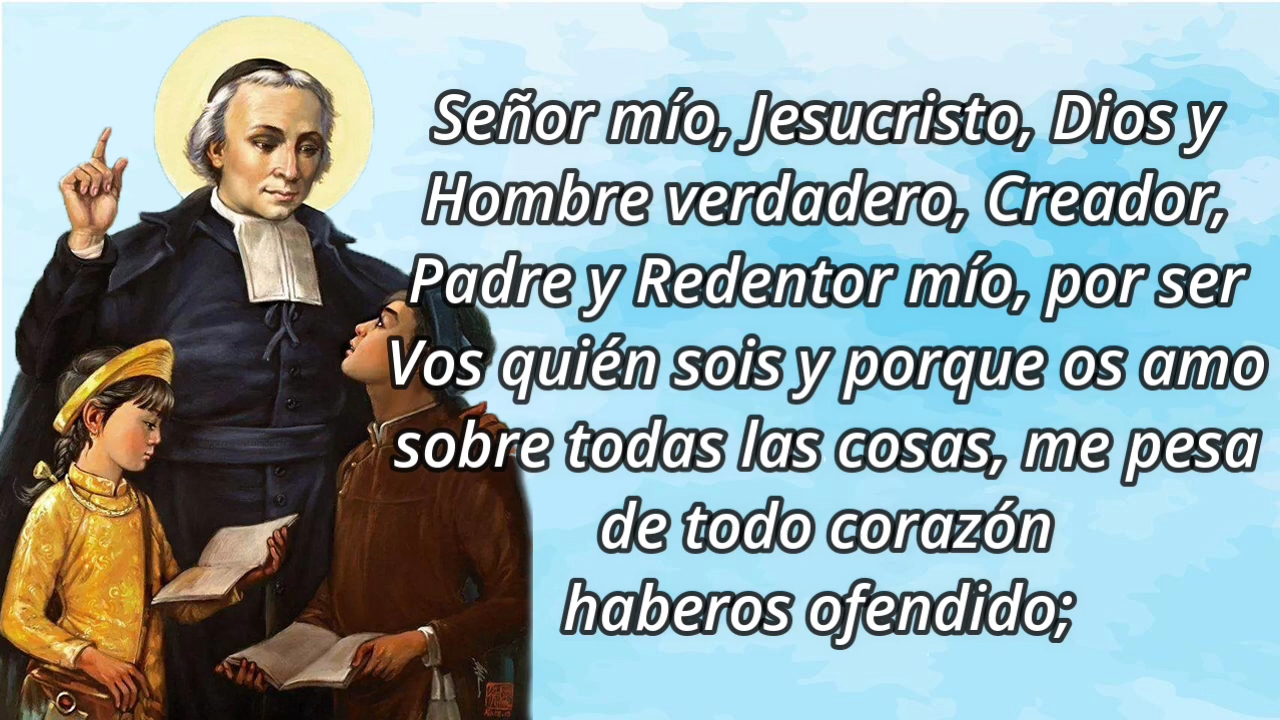 Señor mío, Jesucristo, Dios y
Hombre verdadero, Creador,
Padre y Redentor mío, por ser
Vos quién sois y porque os amo
sobre todas las cosas, me pesa
de todo corazón
haberos ofendido;